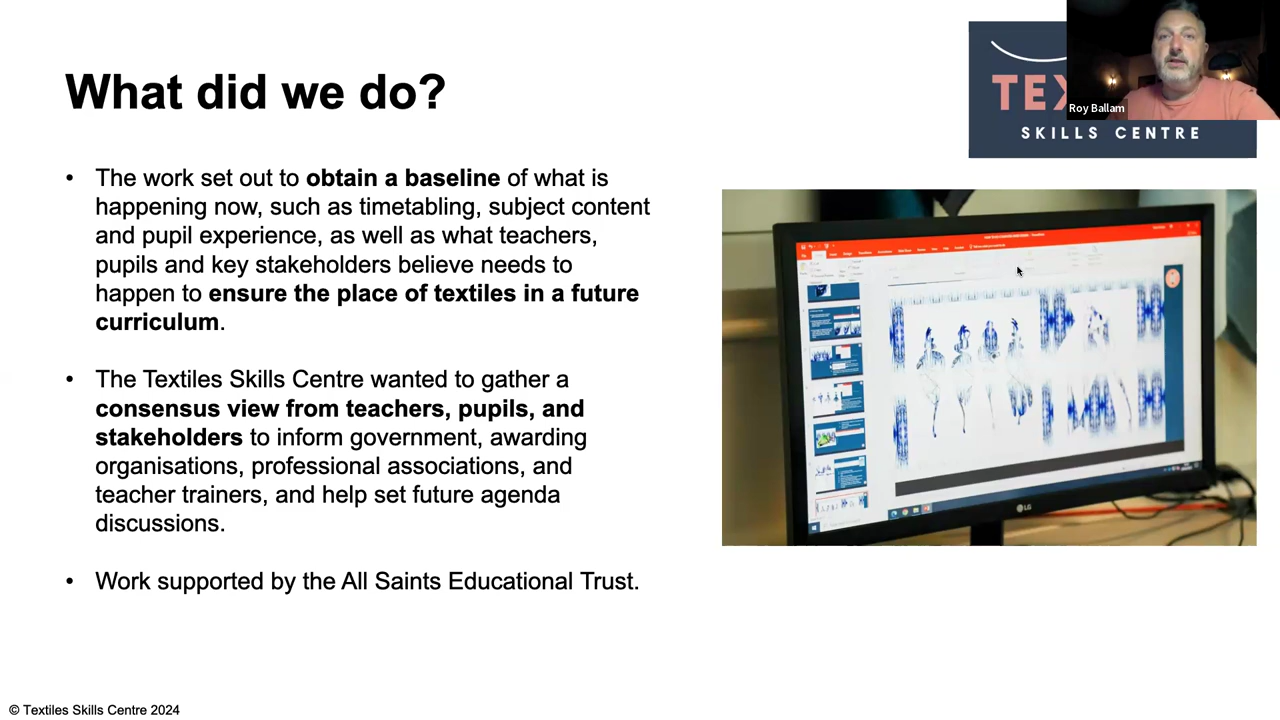 What did we do?
TEX
Roy Ballam
SKILLS CENTRE
• The work set out to obtain a baseline of what is
happening now, such as timetabling, subject content
and pupil experience, as well as what teachers,
pupils and key stakeholders believe needs to
happen to ensure the place of textiles in a future
curriculum.
• The Textiles Skills Centre wanted to gather a
consensus view from teachers, pupils, and
stakeholders to inform government, awarding
organisations, professional associations, and
teacher trainers, and help set future agenda
discussions.
• Work supported by the All Saints Educational Trust.
LG
© Textiles Skills Centre 2024